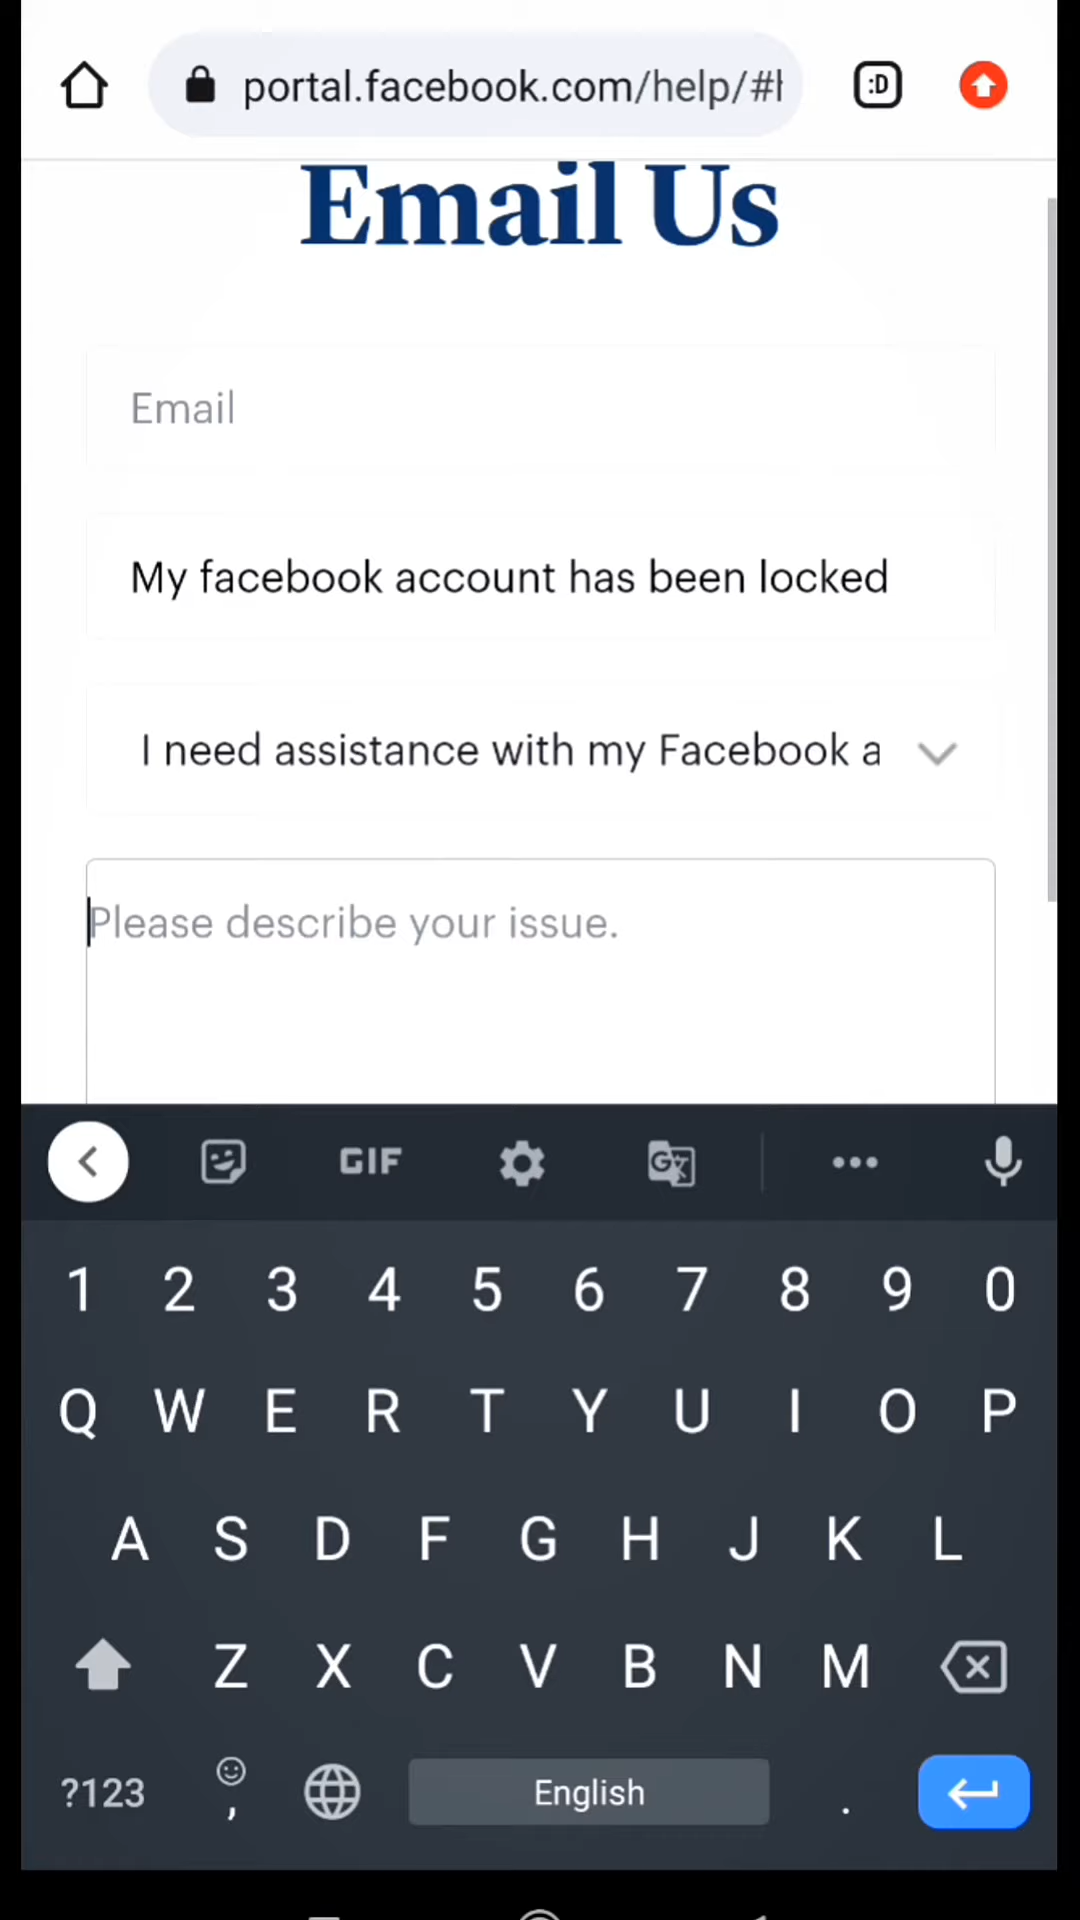 portal.facebook.com/help/#h
:D
Email Us
Email
My facebook account has been locked
I need assistance with my Facebook a
Please describe your issue.
GIF
1 2 3 4 5 6 7 8 9 0
Q W E R T Y U I O P
A S D F G H J K L
Z X C V B N M
?123 , English .